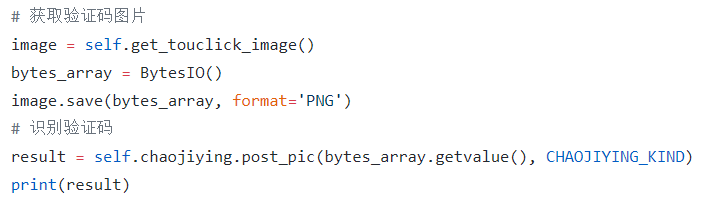 # 获取验证码图片
image = self.get_touclick_image()
bytes_array = BytesIO()
image.save(bytes_array, format='PNG')
# 识别验证码
result = self.chaojiying.post_pic(bytes_array.getvalue(), CHAOJIYING_KIND)
print(result)